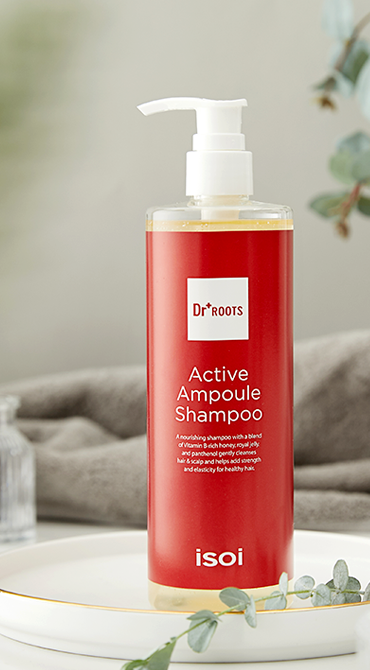 Dr+ROOTS
Active
Ampoule
Shampoo
A nourishing shampoo with a blend
of Vitamin B-rich honey, royal jelly,
and panthenol gently cleanses
hair & scalp and helps add strength
and elasticity for healthy hair.
isoi